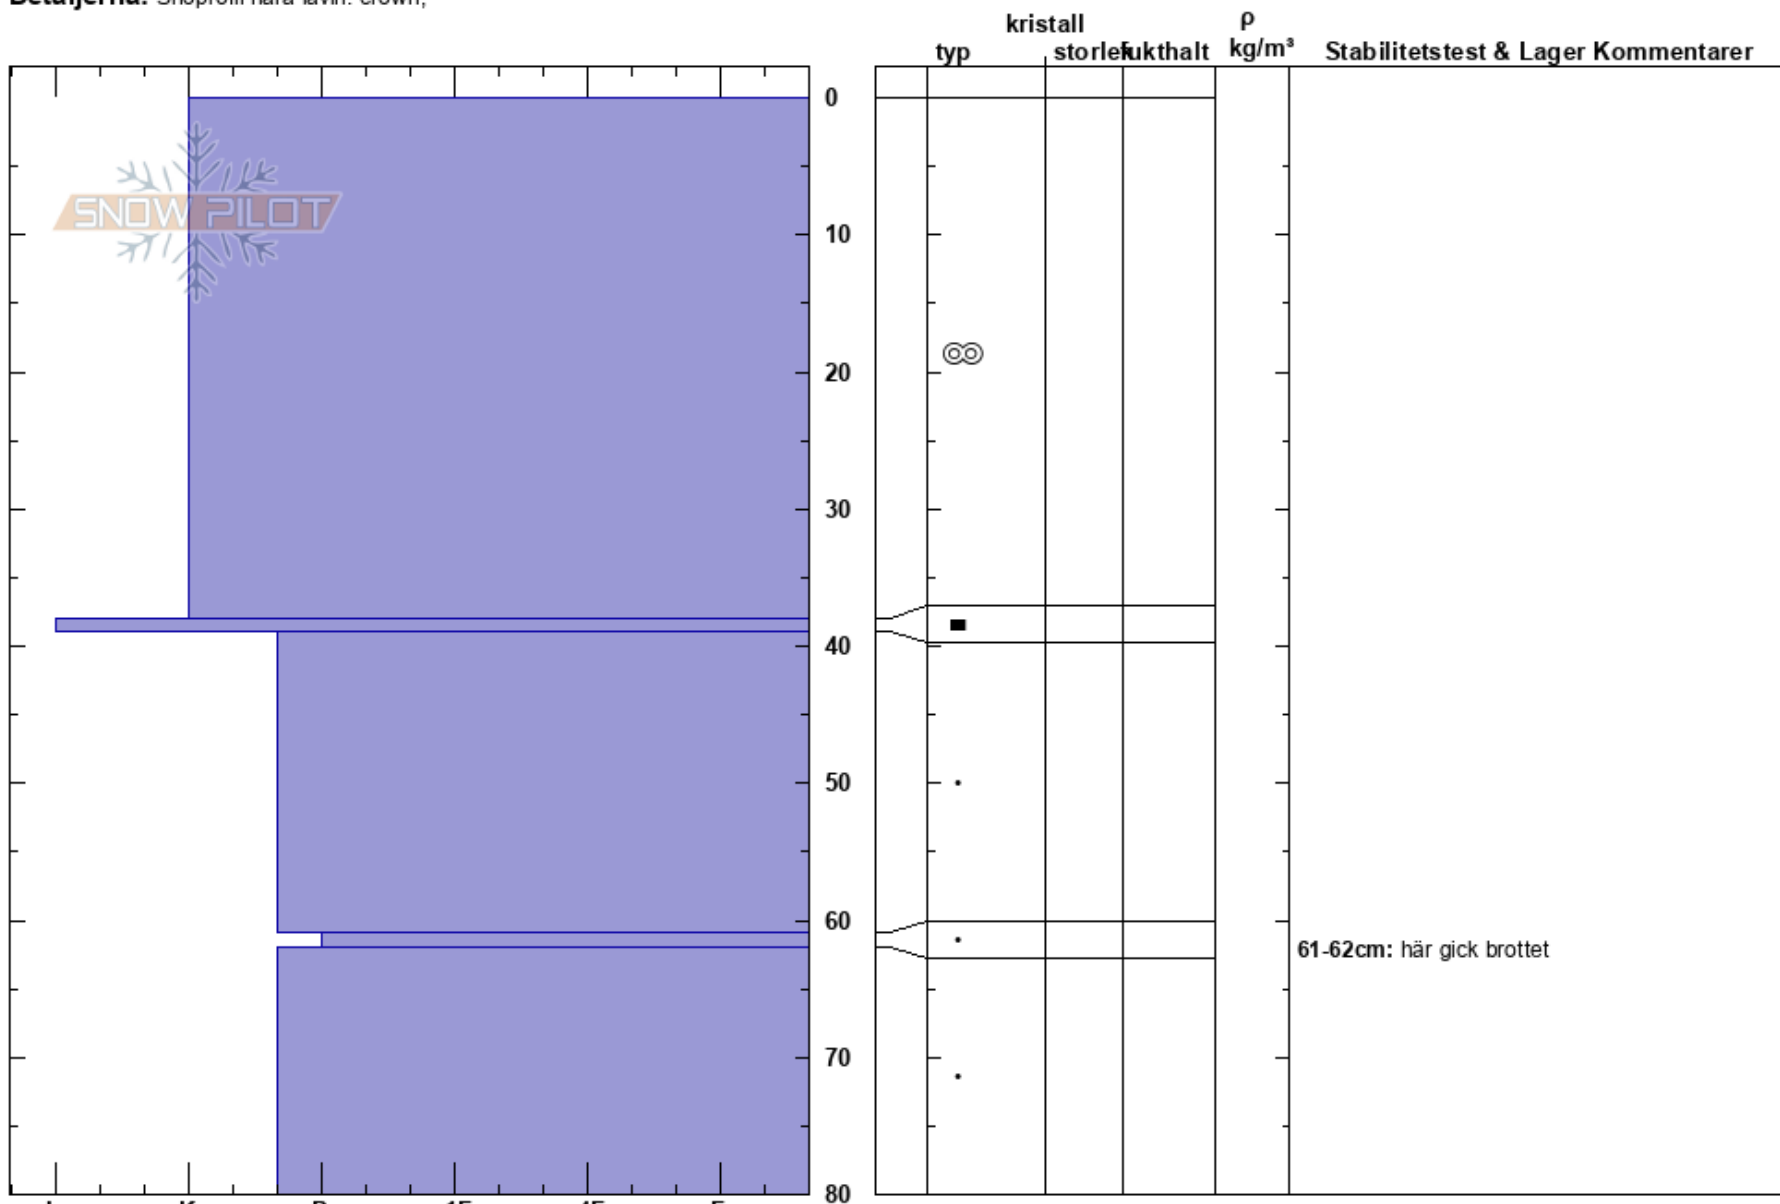 kristall
ρ
typ
storlek
fukthalt
kg/m³
Stabilitetstest & Lager Kommentarer
0
SNOW PILOT
10
20
30
40
50
60
61-62cm: här gick brottet
70
80